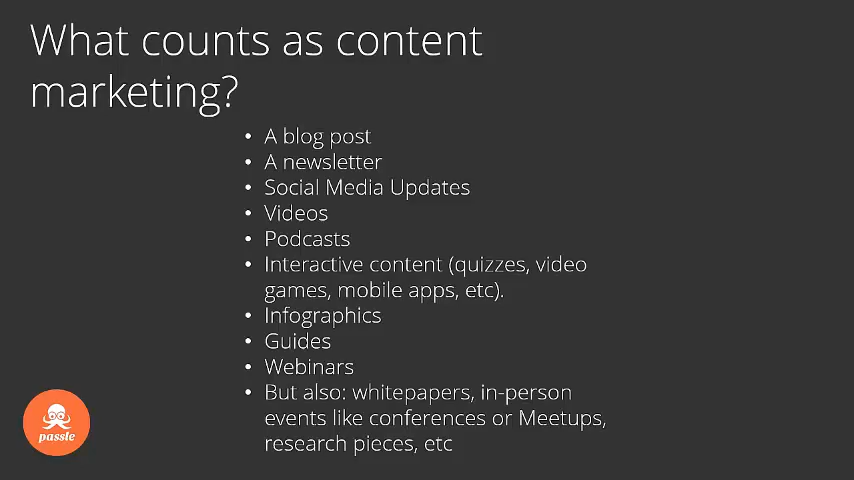 What counts as content
marketing?
• A blog post
• A newsletter
• Social Media Updates
• Videos
• Podcasts
• Interactive content (quizzes, video
games, mobile apps, etc).
• Infographics
• Guides
• Webinars
• But also: whitepapers, in-person
events like conferences or Meetups,
research pieces, etc
passle